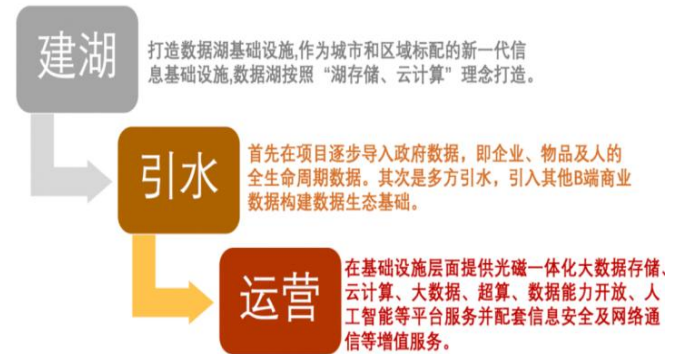 建湖
打造数据湖基础设施,作为城市和区域标配的新一代信
息基础设施,数据湖按照“湖存储、云计算”理念打造。
引水
首先在项目逐步导入政府数据，即企业、物品及人的
全生命周期数据。其次是多方引水，引入其他B端商业
数据构建数据生态基础。
运营
在基础设施层面提供光磁一体化大数据存储、
云计算、大数据、超算、数据能力开放、人
工智能等平台服务并配套信息安全及网络通
信等增值服务。